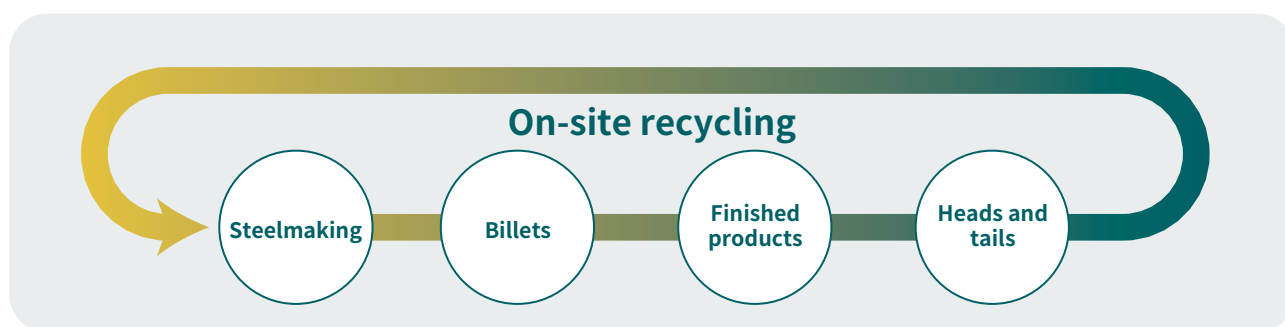 On-site recycling
Steelmaking
Billets
Finished
products
Heads and
tails